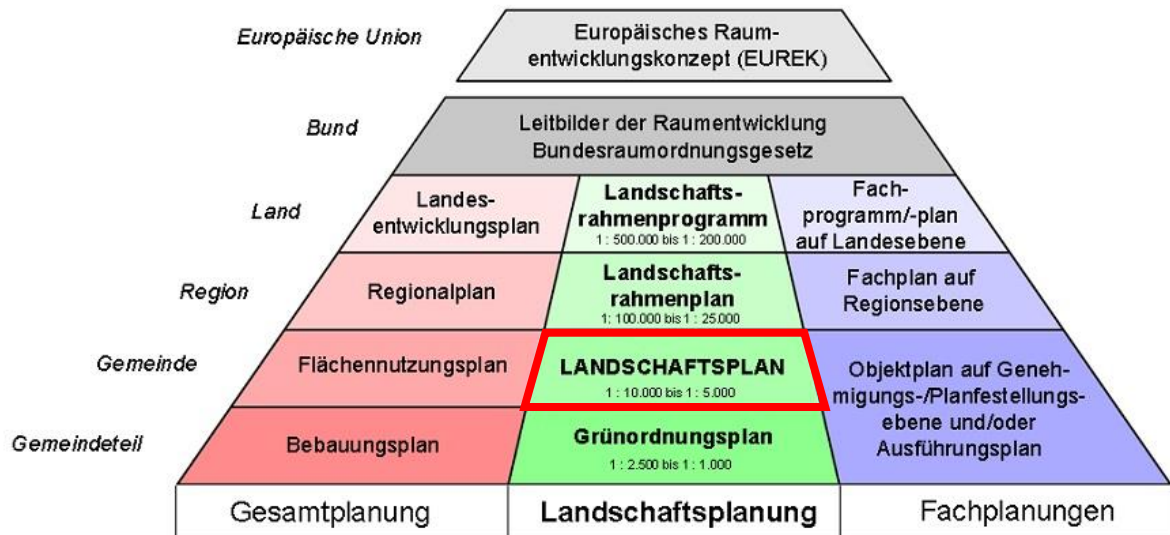 Europäische Union
Europäisches Raum-
entwicklungskonzept (EUREK)
Bund
Leitbilder der Raumentwicklung
Bundesraumordnungsgesetz
Land
Landes-
entwicklungsplan
Landschafts-
rahmenprogramm
1 : 500.000 bis 1 : 200.000
Fach-
programm/-plan
auf Landesebene
Region
Regionalplan
Landschafts-
rahmenplan
1: 100.000 bis 1 : 25.000
Fachplan auf
Regionsebene
Gemeinde
Flächennutzungsplan
LANDSCHAFTSPLAN
1 : 10.000 bis 1 : 5.000
Objektplan auf Geneh-
migungs-/Planfestellungs-
ebene und/oder
Ausführungsplan
Gemeindeteil
Bebauungsplan
Grünordnungsplan
1 : 2.500 bis 1 : 1.000
Gesamtplanung
Landschaftsplanung
Fachplanungen